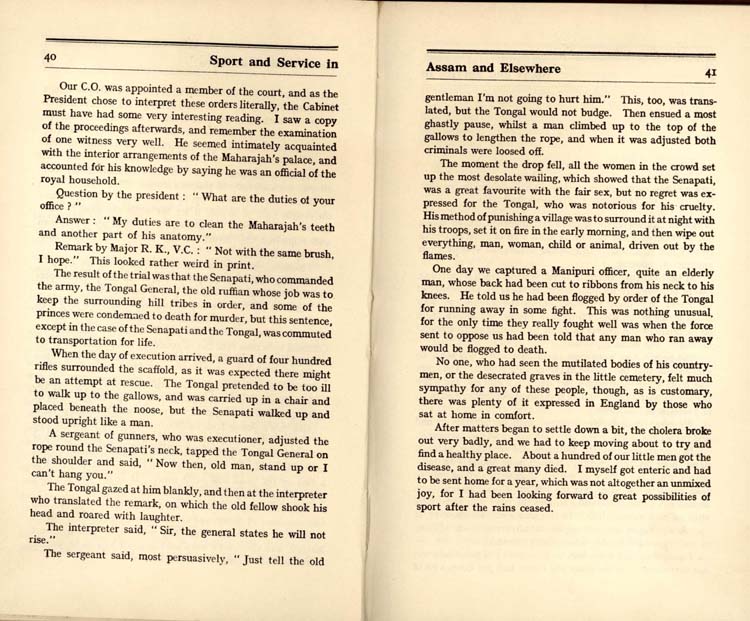 40
Sport and Service in
Our C.O. was appointed a member of the court, and as the
President chose to interpret these orders literally, the Cabinet
must have had some very interesting reading. I saw a copy
of the proceedings afterwards, and remember the examination
of one witness very well. He seemed intimately acquainted
with the interior arrangements of the Maharajah's palace, and
accounted for his knowledge by saying he was an official of the
royal household.
Question by the president : " What are the duties of your
office ? "
Answer : " My duties are to clean the Maharajah's teeth
and another part of his anatomy."
Remark by Major R. K., V.C. : " Not with the same brush,
I hope." This looked rather weird in print.
The result of the trial was that the Senapati, who commanded
the army, the Tongal General, the old ruffian whose job was to
keep the surrounding hill tribes in order, and some of the
princes were condemned to death for murder, but this sentence,
except in the case of the Senapati and the Tongal, was commuted
to transportation for life.
When the day of execution arrived, a guard of four hundred
rifles surrounded the scaffold, as it was expected there might
be an attempt at rescue. The Tongal pretended to be too ill
to walk up to the gallows, and was carried up in a chair and
placed beneath the noose, but the Senapati walked up and
stood upright like a man.
A sergeant of gunners, who was executioner, adjusted the
rope round the Senapati's neck, tapped the Tongal General on
the shoulder and said, " Now then, old man, stand up or I
can't hang you."
The Tongal gazed at him blankly, and then at the interpreter
who translated the remark, on which the old fellow shook his
head and roared with laughter.
The interpreter said, " Sir, the general states he will not
rise."
The sergeant said, most persuasively, " Just tell the old
Assam and Elsewhere
41
gentleman I'm not going to hurt him." This, too, was trans-
lated, but the Tongal would not budge. Then ensued a most
ghastly pause, whilst a man climbed up to the top of the
gallows to lengthen the rope, and when it was adjusted both
criminals were loosed off.
The moment the drop fell, all the women in the crowd set
up the most desolate wailing, which showed that the Senapati,
was a great favourite with the fair sex, but no regret was ex-
pressed for the Tongal, who was notorious for his cruelty.
His method of punishing a village was to surround it at night with
his troops, set it on fire in the early morning, and then wipe out
everything, man, woman, child or animal, driven out by the
flames.
One day we captured a Manipuri officer, quite an elderly
man, whose back had been cut to ribbons from his neck to his
knees. He told us he had been flogged by order of the Tongal
for running away in some fight. This was nothing unusual,
for the only time they really fought well was when the force
sent to oppose us had been told that any man who ran away
would be flogged to death.
No one, who had seen the mutilated bodies of his country-
men, or the desecrated graves in the little cemetery, felt much
sympathy for any of these people, though, as is customary,
there was plenty of it expressed in England by those who
sat at home in comfort.
After matters began to settle down a bit, the cholera broke
out very badly, and we had to keep moving about to try and
find a healthy place. About a hundred of our little men got the
disease, and a great many died. I myself got enteric and had
to be sent home for a year, which was not altogether an unmixed
joy, for I had been looking forward to great possibilities of
sport after the rains ceased.